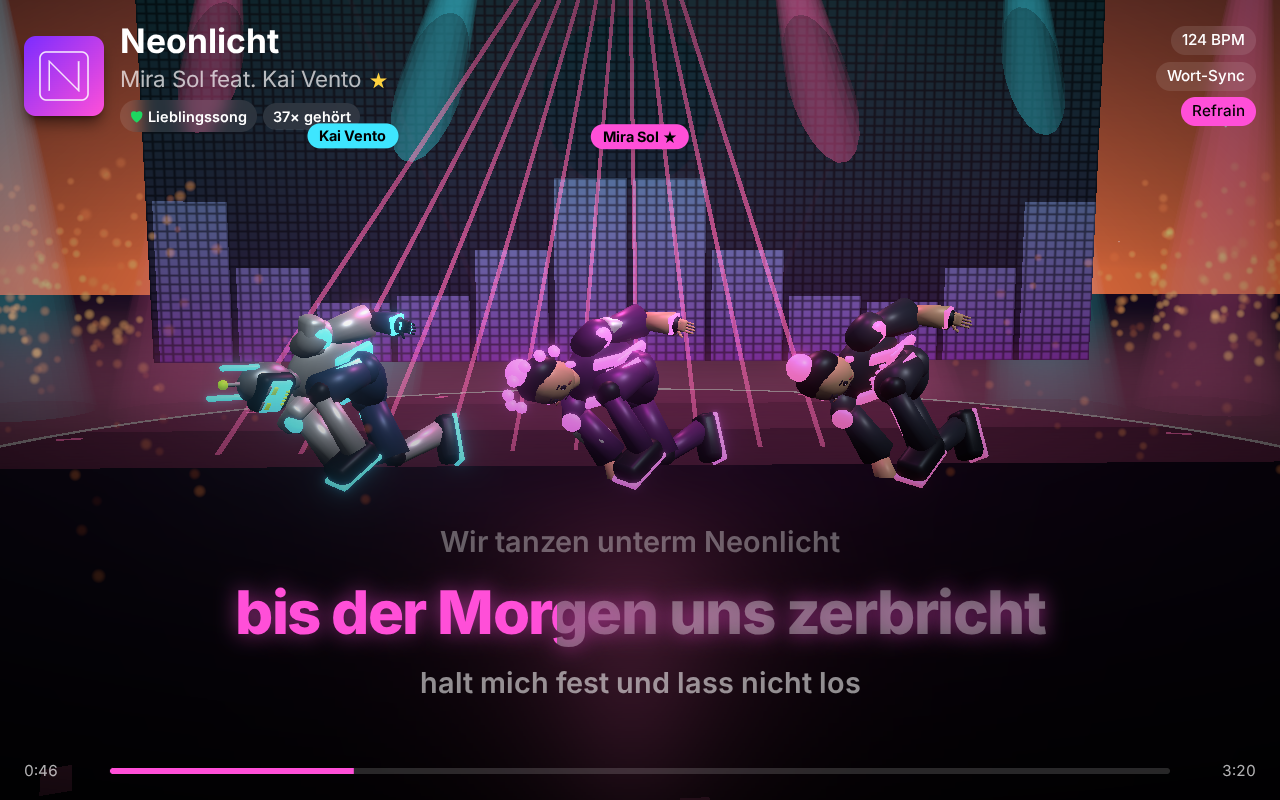 N
Neonlicht
Mira Sol feat. Kai Vento ★
Lieblingssong
37× gehört
124 BPM
Wort-Sync
Refrain
Kai Vento
Mira Sol ★
Wir tanzen unterm Neonlicht
bis der Morgen uns zerbricht
halt mich fest und lass nicht los
0:46
3:20